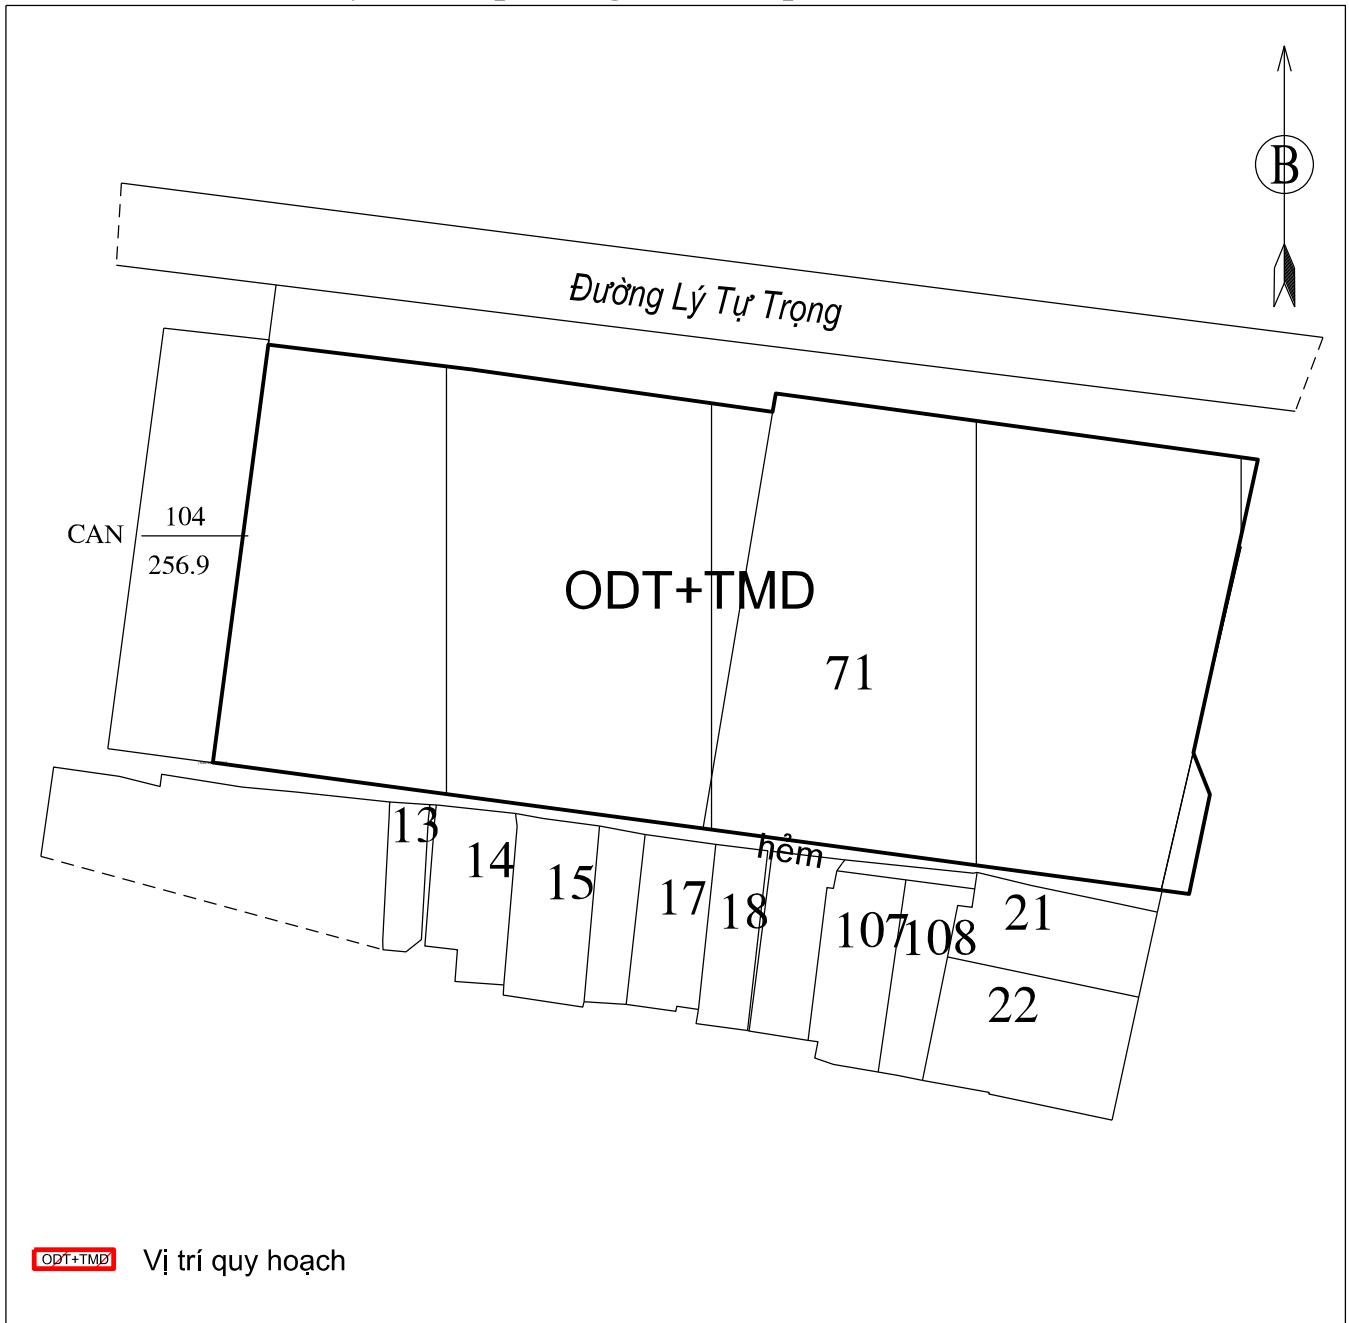 B
Đường Lý Tự Trọng
CAN
104
256.9
ODT+TMD
71
hẻm
13
14
15
17
18
107
108
21
22
ODT+TMD
Vị trí quy hoạch